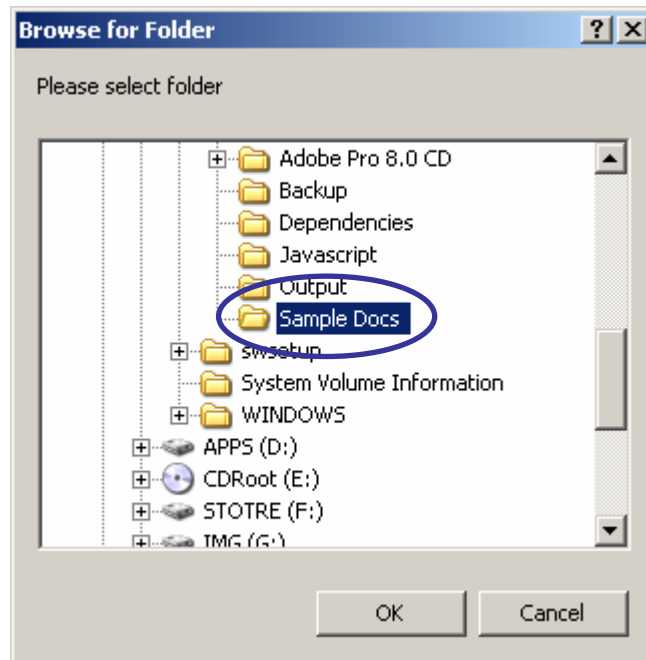 Browse for Folder
Please select folder
Adobe Pro 8.0 CD
Backup
Dependencies
Javascript
Output
Sample Docs
swsetup
System Volume Information
WINDOWS
APPS (D:)
CDRoot (E:)
STOTRE (F:)
IMG (G:)
OK Cancel